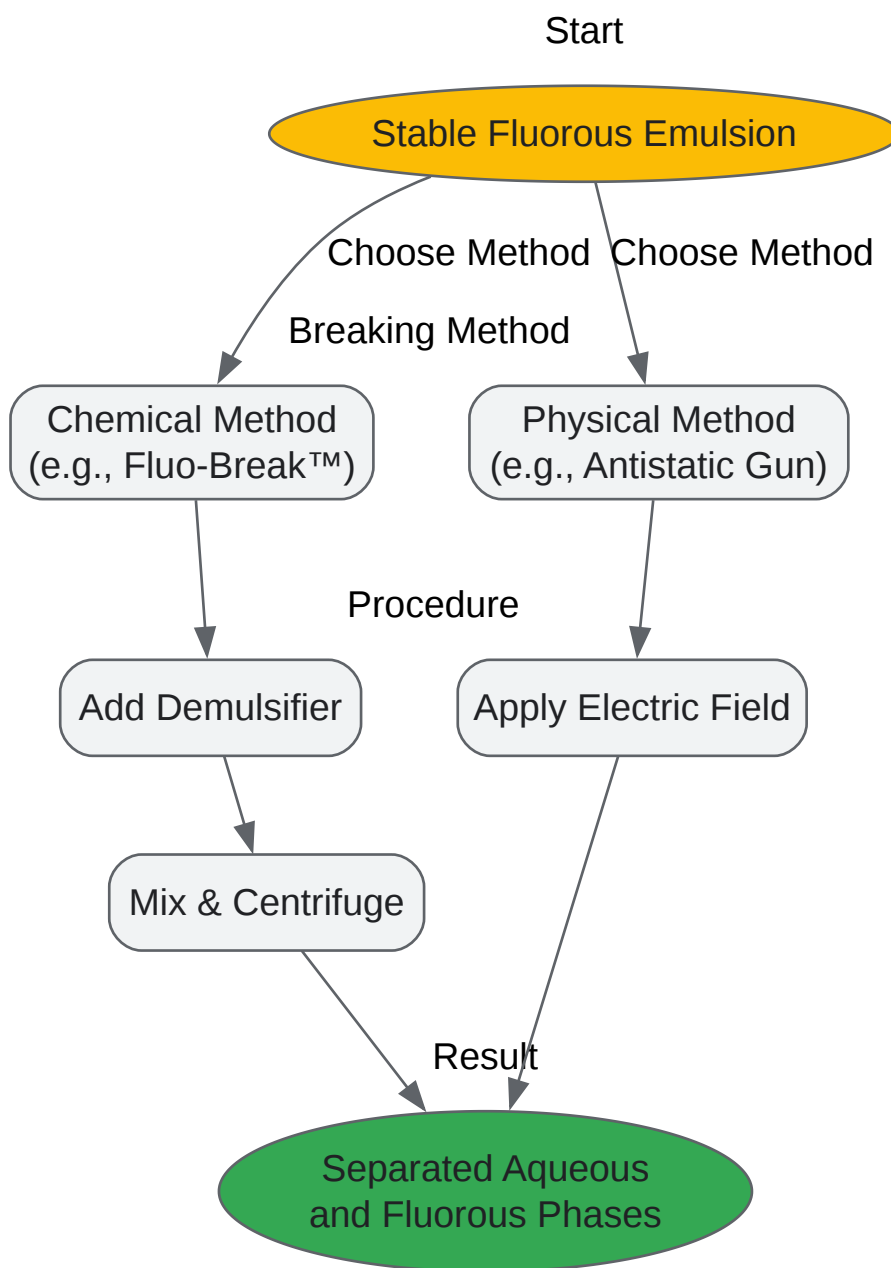 Start
Stable Fluorous Emulsion
Choose Method
Choose Method
Breaking Method
Chemical Method
(e.g., Fluo-Break™)
Physical Method
(e.g., Antistatic Gun)
Procedure
Add Demulsifier
Apply Electric Field
Mix & Centrifuge
Result
Separated Aqueous
and Fluorous Phases